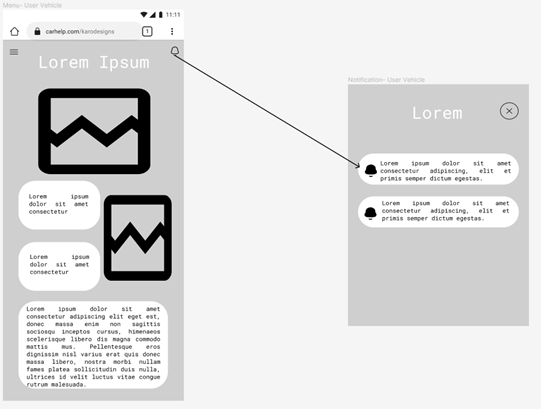 Menu- User Vehicle
11:11
carhelp.com/karodesigns
1
Lorem Ipsum
Lorem ipsum
dolor sit amet
consectetur
Lorem ipsum
dolor sit amet
consectetur
Lorem ipsum dolor sit amet
consectetur adipiscing elit eget est,
donec massa enim non sagittis
sociosqu inceptos cursus, himenaeos
scelerisque libero dis magna commodo
mattis mus. Pellentesque eros
dignissim nisl varius erat quis donec
massa libero, nostra morbi nullam
fames platea sollicitudin duis nulla,
ultrices id velit luctus vitae congue
rutrum malesuada.
Notification- User Vehicle
Lorem
Lorem ipsum dolor sit amet
consectetur adipiscing, elit et
primis semper dictum egestas.
Lorem ipsum dolor sit amet
consectetur adipiscing, elit et
primis semper dictum egestas.